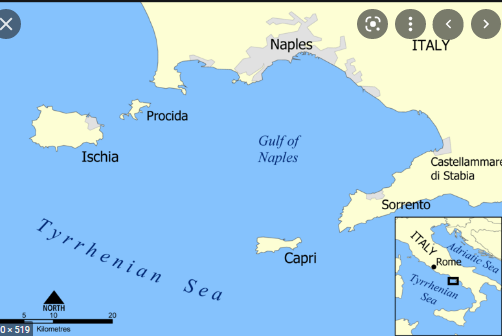 Naples
ITALY
Procida
Ischia
Gulf of
Naples
Castellammare
di Stabia
Sorrento
Capri
Tyrrhenian Sea
ITALY
Adriatic Sea
Rome
Tyrrhenian
Sea
NORTH
5 10 20
0 × 519 Kilometres